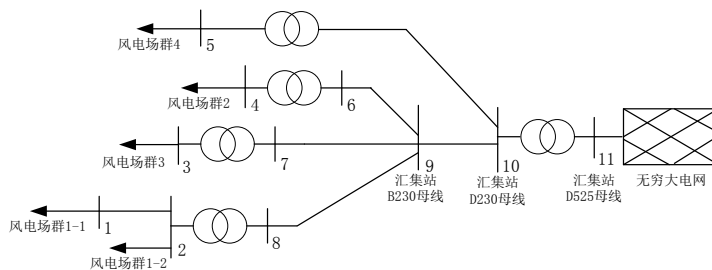 风电场群4
5
风电场群2
4
6
风电场群3
3
7
9
汇集站
B230母线
10
汇集站
D230母线
11
汇集站
D525母线
无穷大电网
风电场群1-1
1
风电场群1-2
2
8